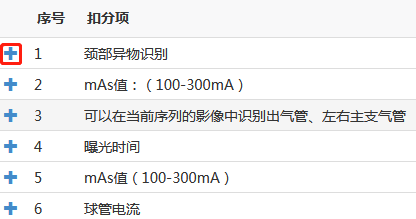 序号 扣分项
1 颈部异物识别
2 mAs值：（100-300mA）
3 可以在当前序列的影像中识别出气管、左右主支气管
4 曝光时间
5 mAs值（100-300mA）
6 球管电流